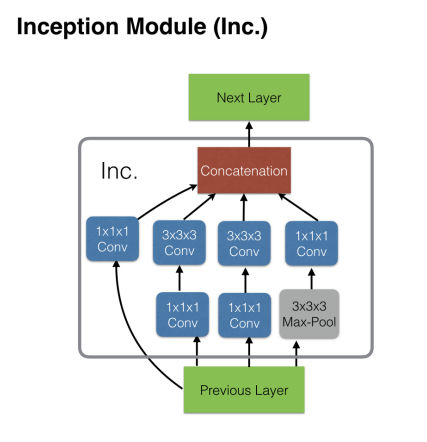 Inception Module (Inc.)
Next Layer
Inc.
Concatenation
1x1x1
Conv
3x3x3
Conv
3x3x3
Conv
1x1x1
Conv
1x1x1
Conv
1x1x1
Conv
3x3x3
Max-Pool
Previous Layer